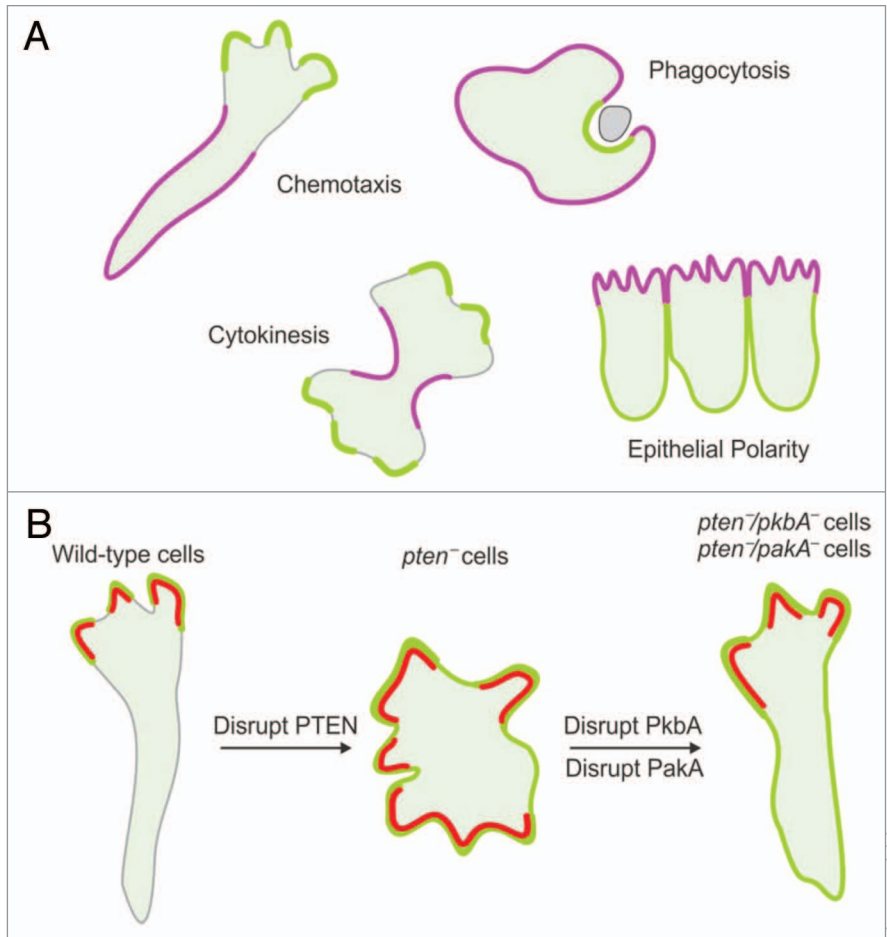 A
Phagocytosis
Chemotaxis
Cytokinesis
Epithelial Polarity
B
Wild-type cells
pten⁻ cells
pten⁻/pkbA⁻ cells
pten⁻/pakA⁻ cells
Disrupt PTEN
Disrupt PkbA
Disrupt PakA